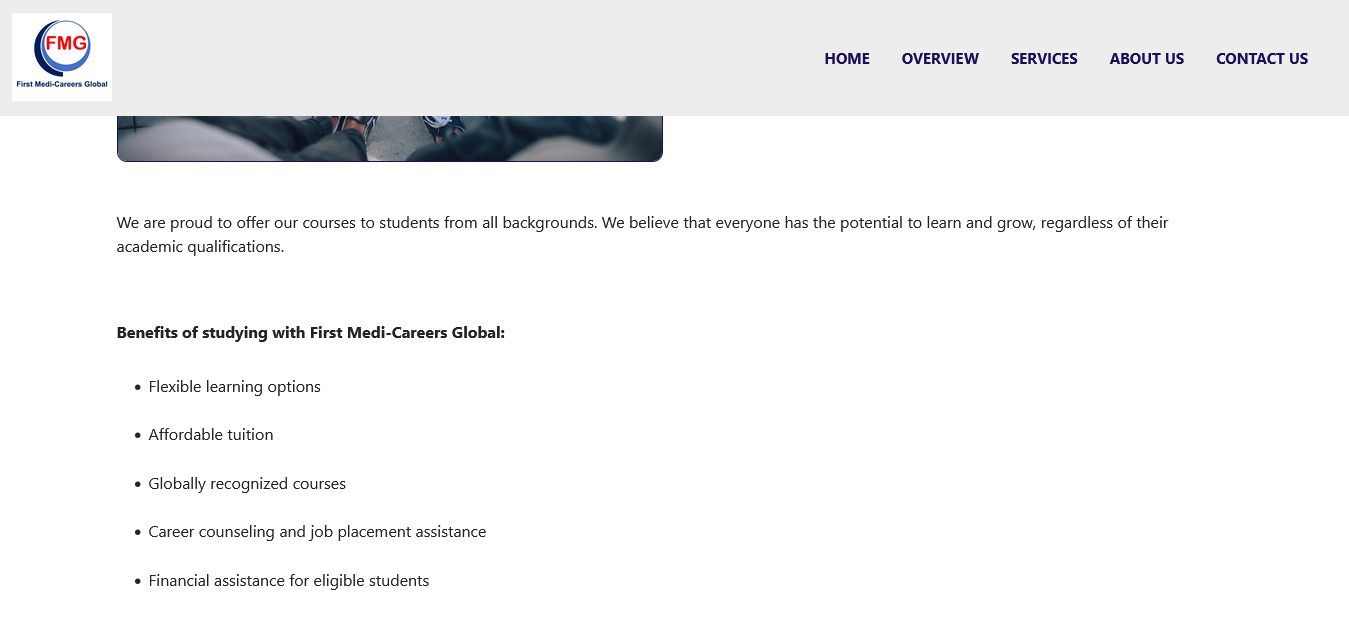 FMG
First Medi-Careers Global
HOME OVERVIEW SERVICES ABOUT US CONTACT US
We are proud to offer our courses to students from all backgrounds. We believe that everyone has the potential to learn and grow, regardless of their
academic qualifications.
Benefits of studying with First Medi-Careers Global:
• Flexible learning options
• Affordable tuition
• Globally recognized courses
• Career counseling and job placement assistance
• Financial assistance for eligible students